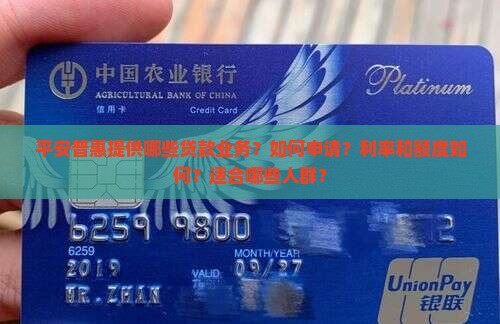 中国农业银行
AGRICULTURAL BANK OF CHINA
信用卡 Credit Card
Platinum
平安普惠提供哪些贷款业务？如何申请？利率和额度如
何？适合哪些人群？
6259 9800 2
6259
MONTH/YEAR
2019 VALID 09/27
MR.ZHAN
UnionPay
银联